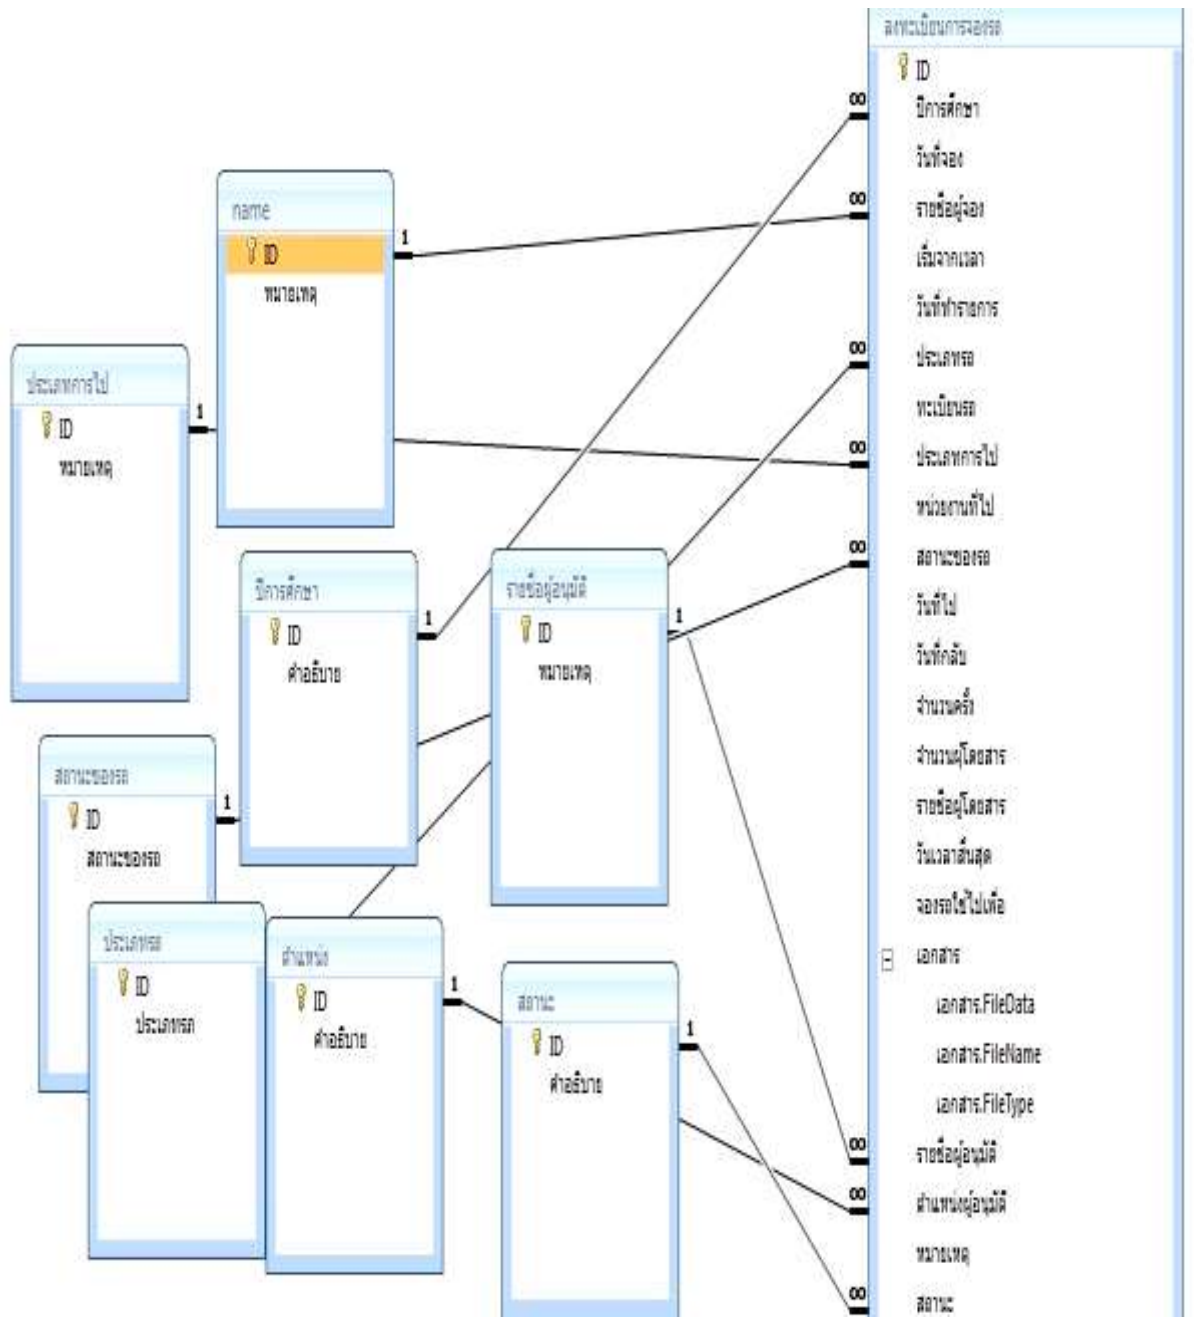 ลงทะเบียนการจองรถ
ID
ปีการศึกษา
วันที่จอง
รายชื่อผู้จอง
เริ่มจากเวลา
วันที่ทำรายการ
ประเภทรถ
ทะเบียนรถ
ประเภทการไป
หน่วยงานที่ไป
สถานะของรถ
วันที่ไป
วันที่กลับ
จำนวนครั้ง
จำนวนผู้โดยสาร
รายชื่อผู้โดยสาร
วันเวลาสิ้นสุด
จองรถใช้ไปเพื่อ
เอกสาร
เอกสาร.FileData
เอกสาร.FileName
เอกสาร.FileType
รายชื่อผู้อนุมัติ
ตำแหน่งผู้อนุมัติ
หมายเหตุ
สถานะ
name
ID
หมายเหตุ
ประเภทการไป
ID
หมายเหตุ
ปีการศึกษา
ID
คำอธิบาย
รายชื่อผู้อนุมัติ
ID
หมายเหตุ
สถานะของรถ
ID
สถานะของรถ
ประเภทรถ
ID
ประเภทรถ
ตำแหน่ง
ID
คำอธิบาย
สถานะ
ID
คำอธิบาย
1
1
1
1
1
1
1
∞
∞
∞
∞
∞
∞
∞
∞